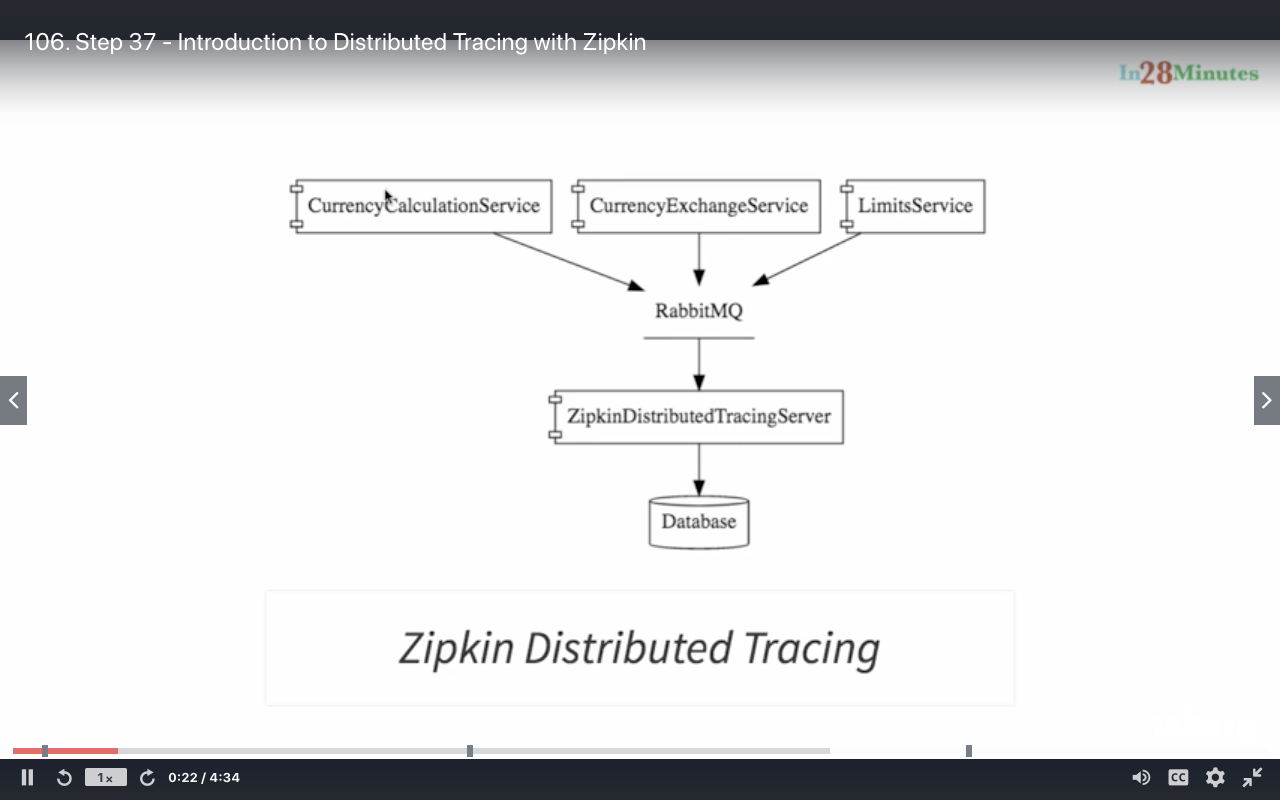 106. Step 37 - Introduction to Distributed Tracing with Zipkin
In28Minutes
CurrencyCalculationService CurrencyExchangeService LimitsService
RabbitMQ
ZipkinDistributedTracingServer
Database
Zipkin Distributed Tracing
1x 0:22 / 4:34 CC